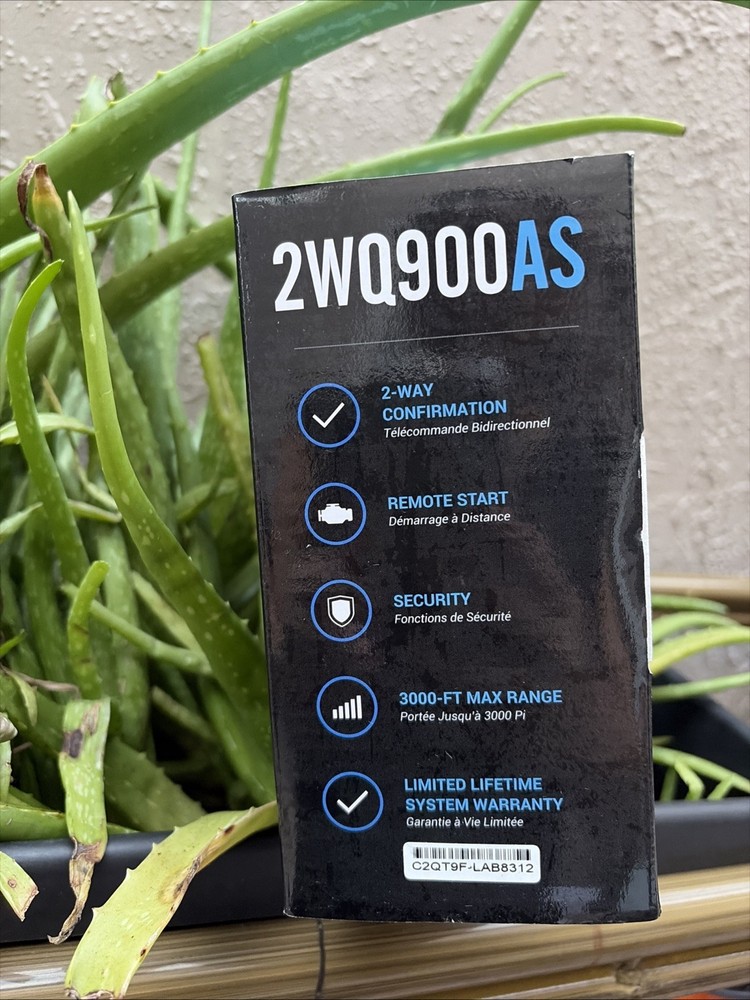 2WQ900AS
2-WAY
CONFIRMATION
Télécommande Bidirectionnel
REMOTE START
Démarrage à Distance
SECURITY
Fonctions de Sécurité
3000-FT MAX RANGE
Portée Jusqu'à 3000 Pi
LIMITED LIFETIME
SYSTEM WARRANTY
Garantie à Vie Limitée
C2QT9F-LAB8312